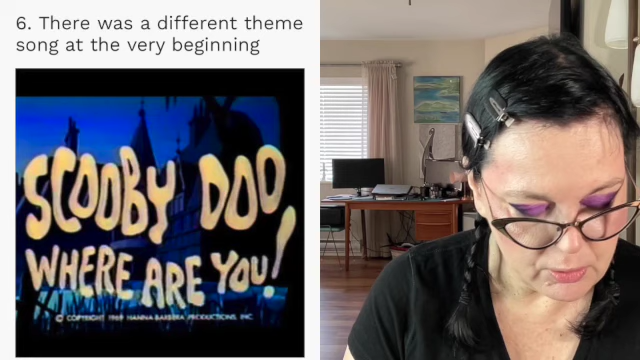 6. There was a different theme
song at the very beginning
SCOOBY DOO,
WHERE ARE YOU!
© COPYRIGHT 1969 HANNA-BARBERA PRODUCTIONS, INC.